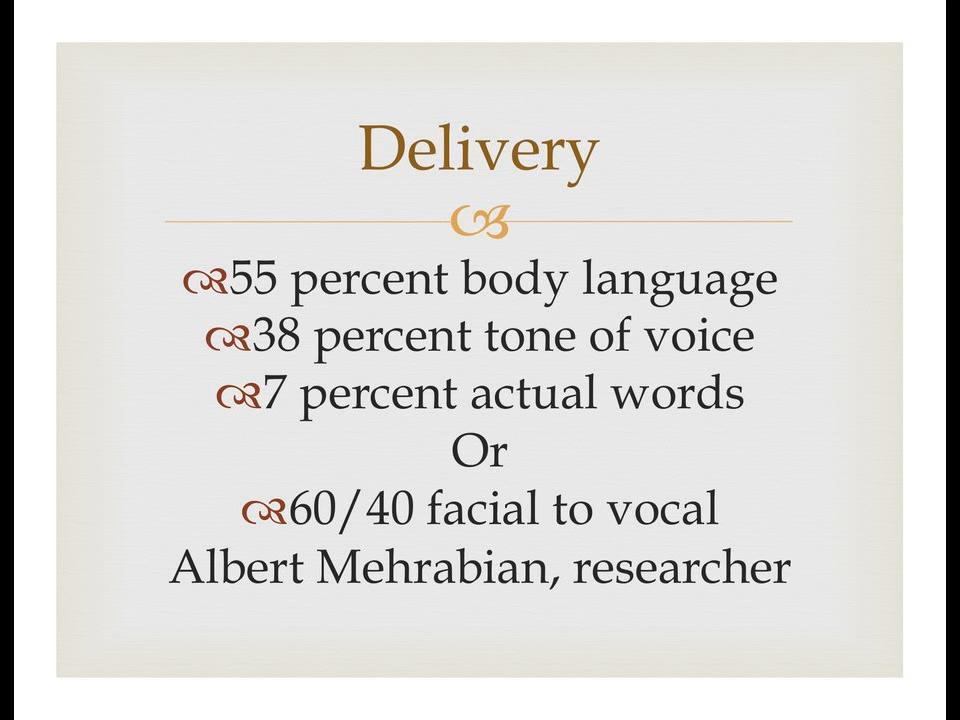 Delivery
55 percent body language
38 percent tone of voice
7 percent actual words
Or
60/40 facial to vocal
Albert Mehrabian, researcher